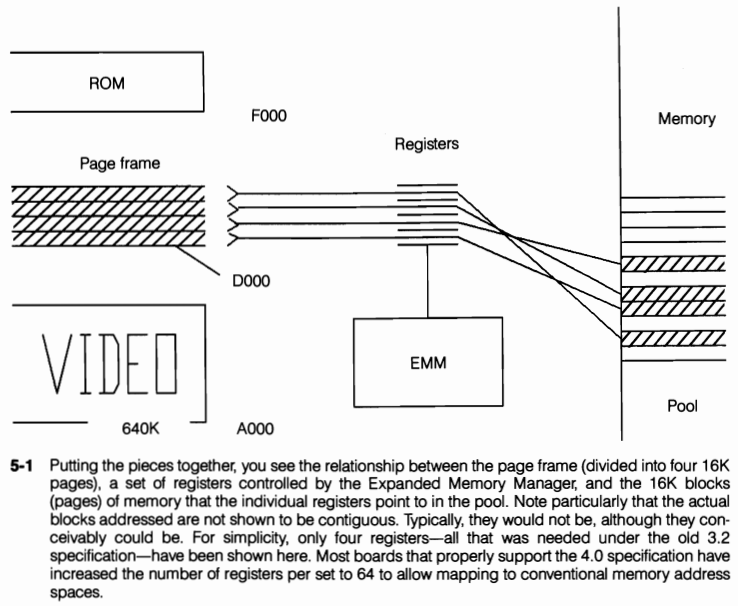 ROM
F000
Memory
Registers
Page frame
D000
VIDEO
EMM
Pool
640K
A000
5-1 Putting the pieces together, you see the relationship between the page frame (divided into four 16K
pages), a set of registers controlled by the Expanded Memory Manager, and the 16K blocks
(pages) of memory that the individual registers point to in the pool. Note particularly that the actual
blocks addressed are not shown to be contiguous. Typically, they would not be, although they con-
ceivably could be. For simplicity, only four registers—all that was needed under the old 3.2
specification—have been shown here. Most boards that properly support the 4.0 specification have
increased the number of registers per set to 64 to allow mapping to conventional memory address
spaces.